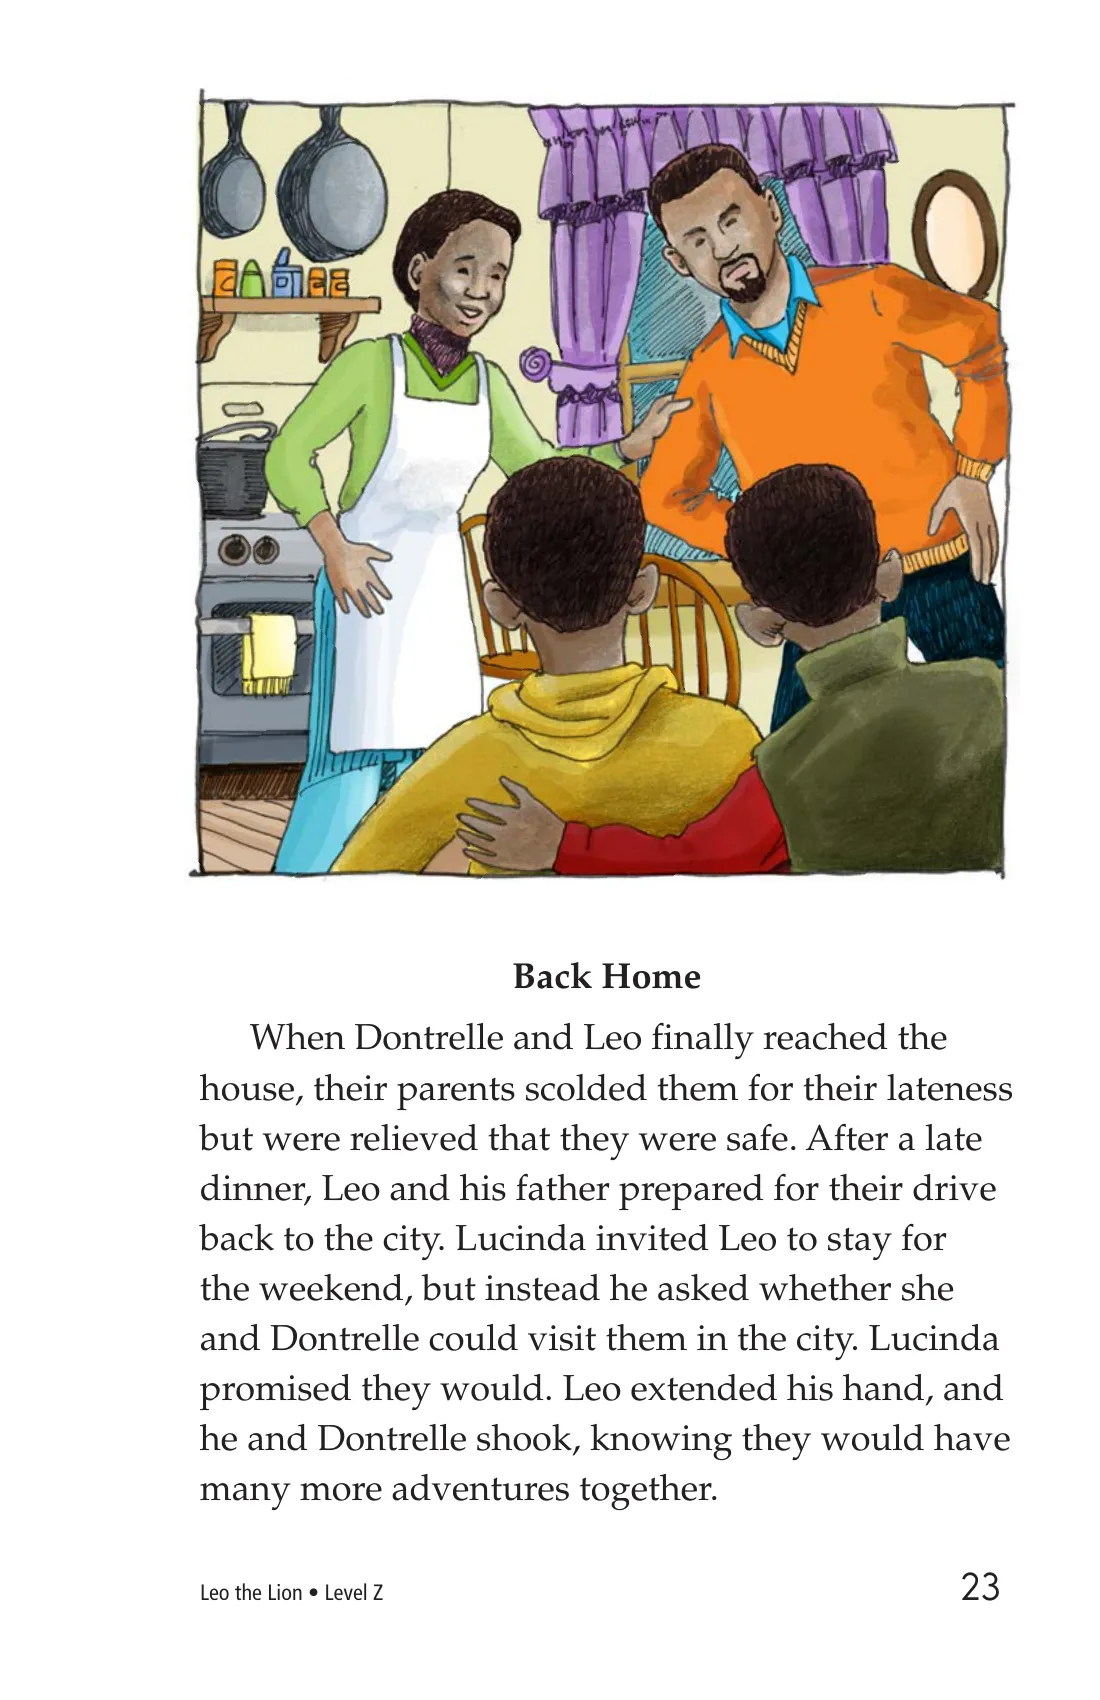 Back Home
When Dontrelle and Leo finally reached the
house, their parents scolded them for their lateness
but were relieved that they were safe. After a late
dinner, Leo and his father prepared for their drive
back to the city. Lucinda invited Leo to stay for
the weekend, but instead he asked whether she
and Dontrelle could visit them in the city. Lucinda
promised they would. Leo extended his hand, and
he and Dontrelle shook, knowing they would have
many more adventures together.
Leo the Lion • Level Z
23